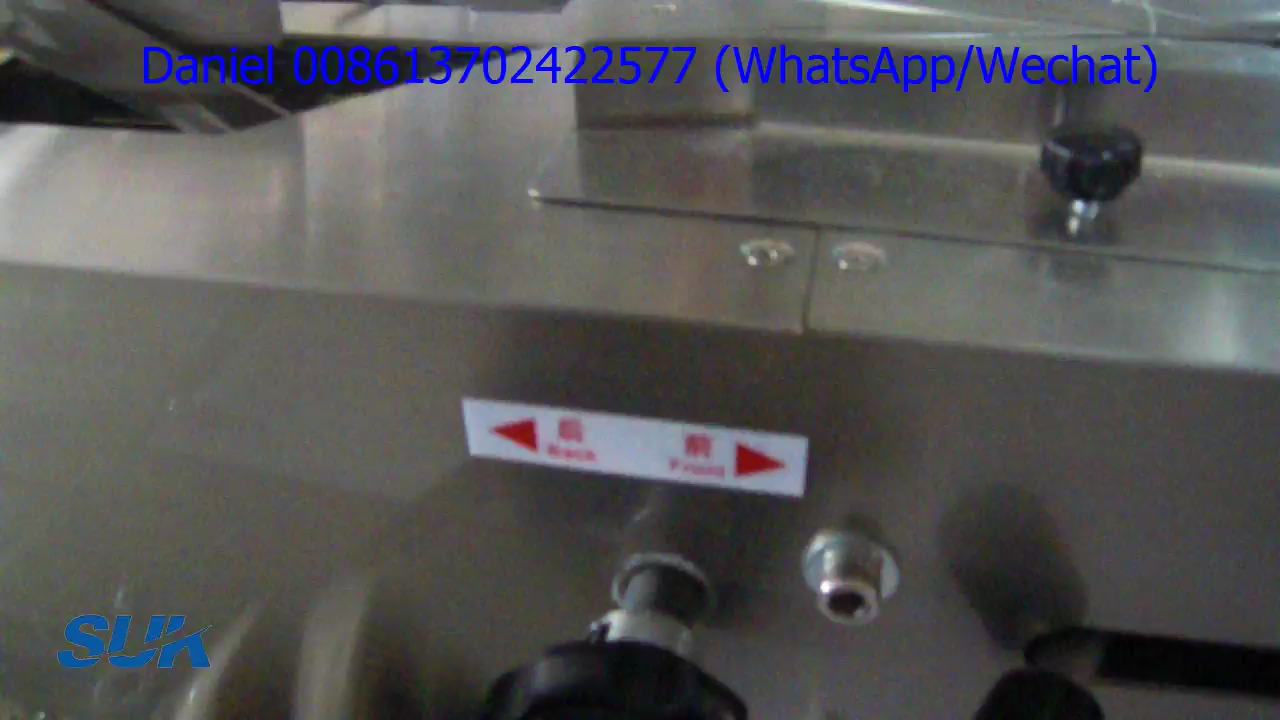 Daniel 008613702422577 (WhatsApp/Wechat)
后 前
Back Front
SUK